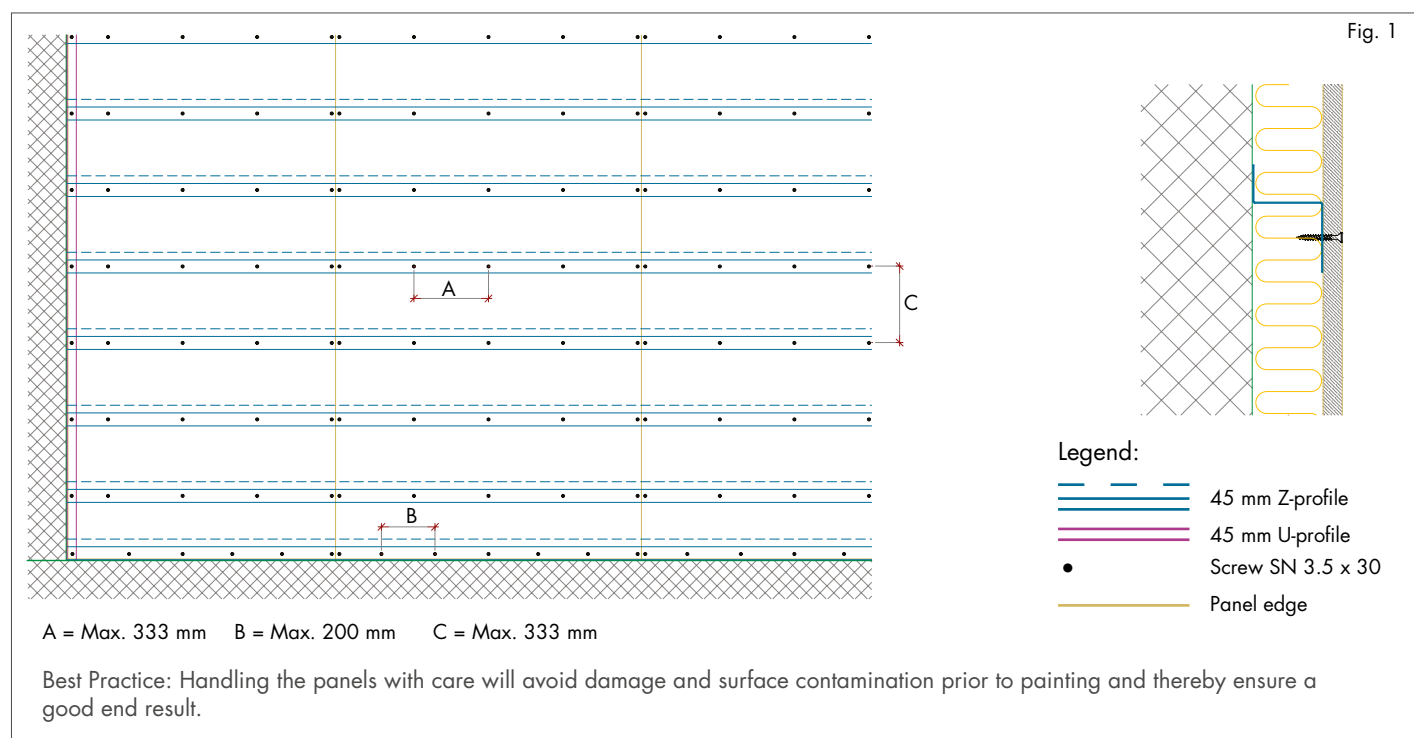 Fig. 1
A
C
B
Legend:
45 mm Z-profile
45 mm U-profile
Screw SN 3.5 x 30
Panel edge
A = Max. 333 mm B = Max. 200 mm C = Max. 333 mm
Best Practice: Handling the panels with care will avoid damage and surface contamination prior to painting and thereby ensure a
good end result.